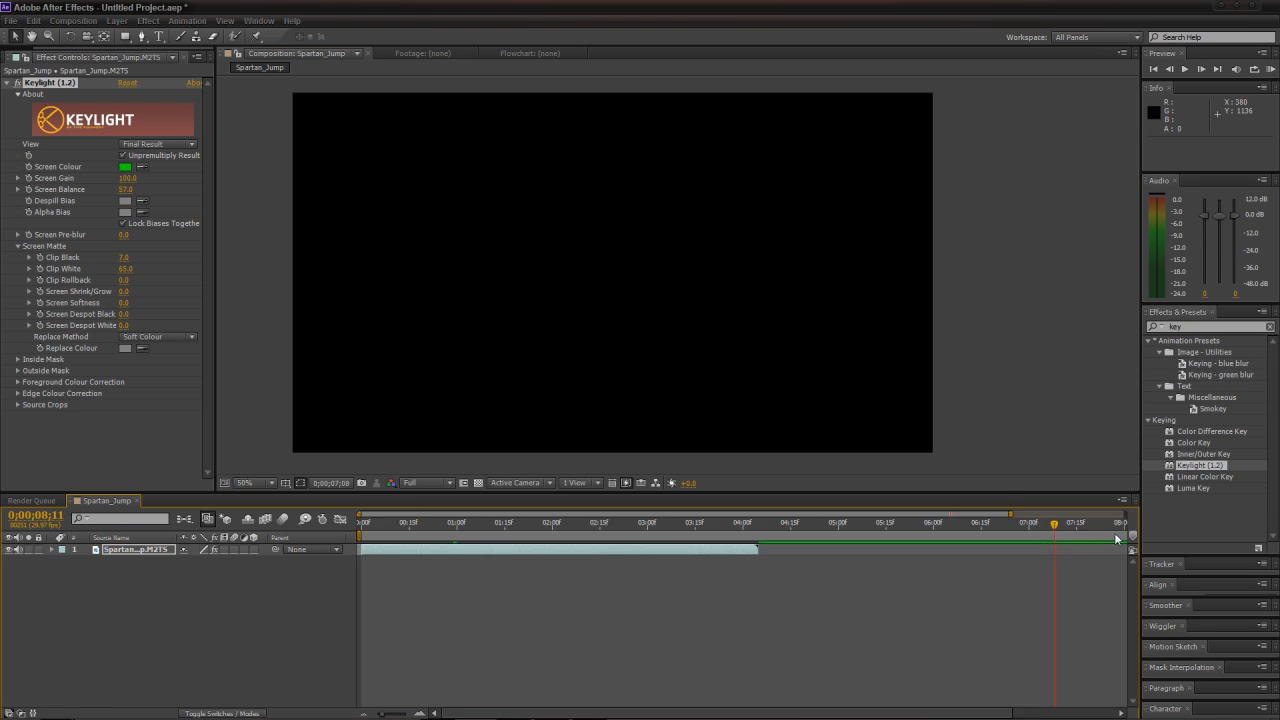 Adobe After Effects - Untitled Project.aep *
File Edit Composition Layer Effect Animation View Window Help
Workspace: All Panels
Search Help
Effect Controls: Spartan_Jump.M2TS
Composition: Spartan_Jump
Footage: (none)
Flowchart: (none)
Preview
Spartan_Jump • Spartan_Jump.M2TS
Spartan_Jump
Keylight (1.2) Reset Abo
About
KEYLIGHT
View Final Result
Unpremultiply Result
Screen Colour
Screen Gain 100.0
Screen Balance 57.0
Despill Bias
Alpha Bias
Lock Biases Togethe
Screen Pre-blur 0.0
Screen Matte
Clip Black 7.0
Clip White 65.0
Clip Rollback 0.0
Screen Shrink/Grow 0.0
Screen Softness 0.0
Screen Despot Black 0.0
Screen Despot White 0.0
Replace Method Soft Colour
Replace Colour
Inside Mask
Outside Mask
Foreground Colour Correction
Edge Colour Correction
Source Crops
50% 0;00;07;08 Full Active Camera 1 View +0.0
Info
R : X : 380
G : Y : 1136
B :
A : 0
Audio
0.0 12.0 dB
-3.0 0.0 dB
-6.0
-9.0 -12.0
-12.0 -24.0
-15.0
-18.0 -36.0
-21.0
-24.0 -48.0 dB
0 0
Effects & Presets
key
* Animation Presets
Image - Utilities
Keying - blue blur
Keying - green blur
Text
Miscellaneous
Smokey
Keying
Color Difference Key
Color Key
Inner/Outer Key
Keylight (1.2)
Linear Color Key
Luma Key
Tracker
Align
Smoother
Wiggler
Motion Sketch
Mask Interpolation
Paragraph
Character
Render Queue Spartan_Jump
0;00;08;11
00251 (29.97 fps)
:00f 00:15f 01:00f 01:15f 02:00f 02:15f 03:00f 03:15f 04:00f 04:15f 05:00f 05:15f 06:00f 06:15f 07:00f 07:15f 08:0
# Source Name Parent
1 Spartan...p.M2TS None
Toggle Switches / Modes